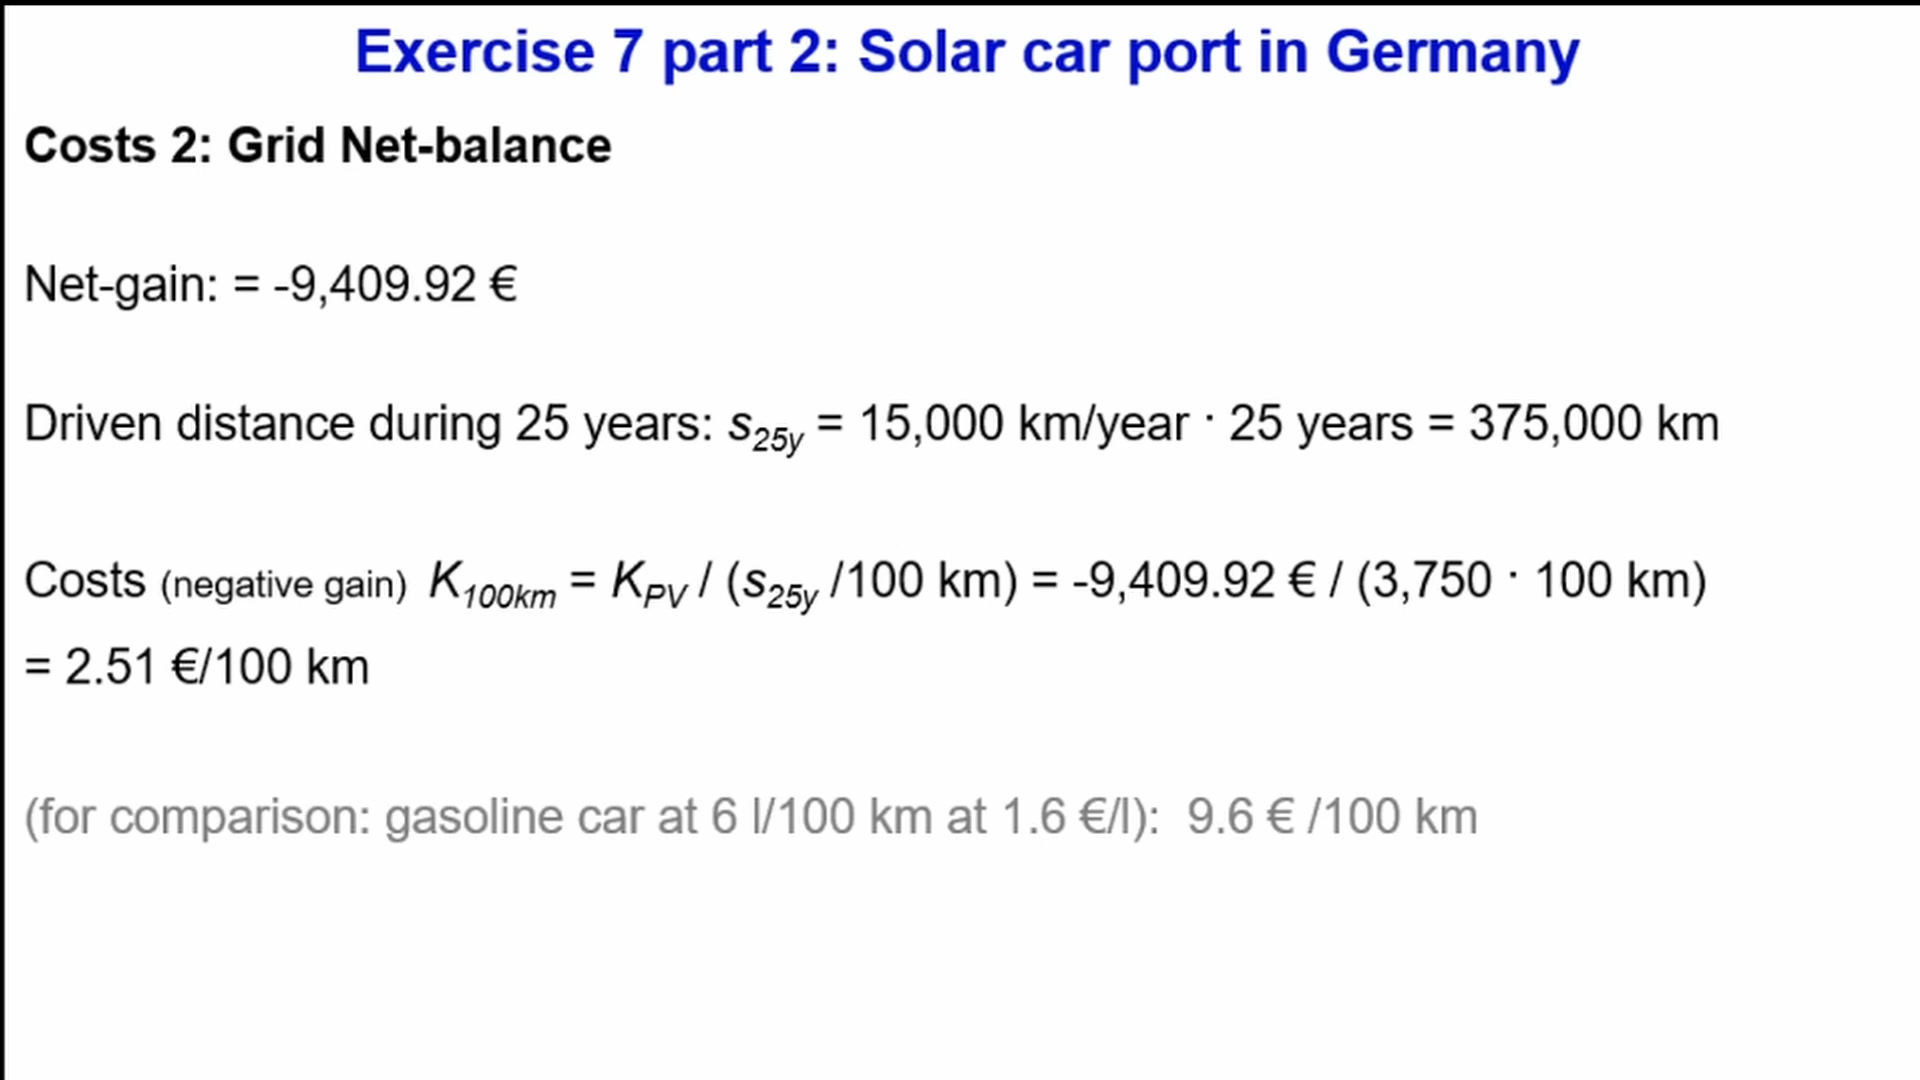 Exercise 7 part 2: Solar car port in Germany
Costs 2: Grid Net-balance
Net-gain: = -9,409.92 €
Driven distance during 25 years: s25y = 15,000 km/year · 25 years = 375,000 km
Costs (negative gain) K100km = KPV / (s25y /100 km) = -9,409.92 € / (3,750 · 100 km)
= 2.51 €/100 km
(for comparison: gasoline car at 6 l/100 km at 1.6 €/l): 9.6 € /100 km